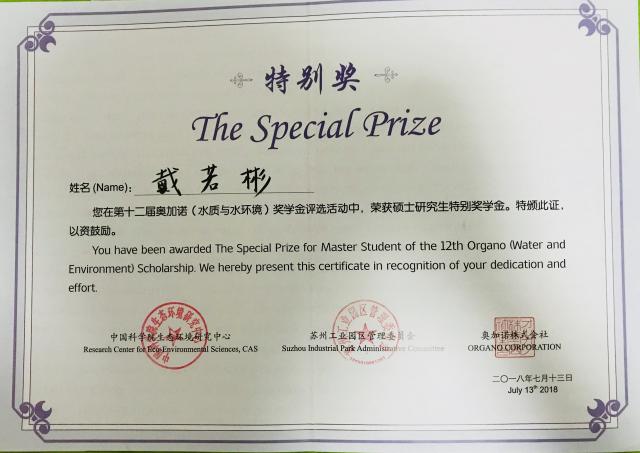 特别奖
The Special Prize
姓名 (Name): 戴若彬
您在第十二届奥加诺（水质与水环境）奖学金评选活动中，荣获硕士研究生特别奖学金。特颁此证，
以资鼓励。
You have been awarded The Special Prize for Master Student of the 12th Organo (Water and
Environment) Scholarship. We hereby present this certificate in recognition of your dedication and
effort.
中国科学院生态环境研究中心 苏州工业园区管理委员会 奥加诺株式会社
Research Center for Eco-Environmental Sciences, CAS Suzhou Industrial Park Administrative Committee ORGANO CORPORATION
二〇一八年七月十三日
July 13th 2018